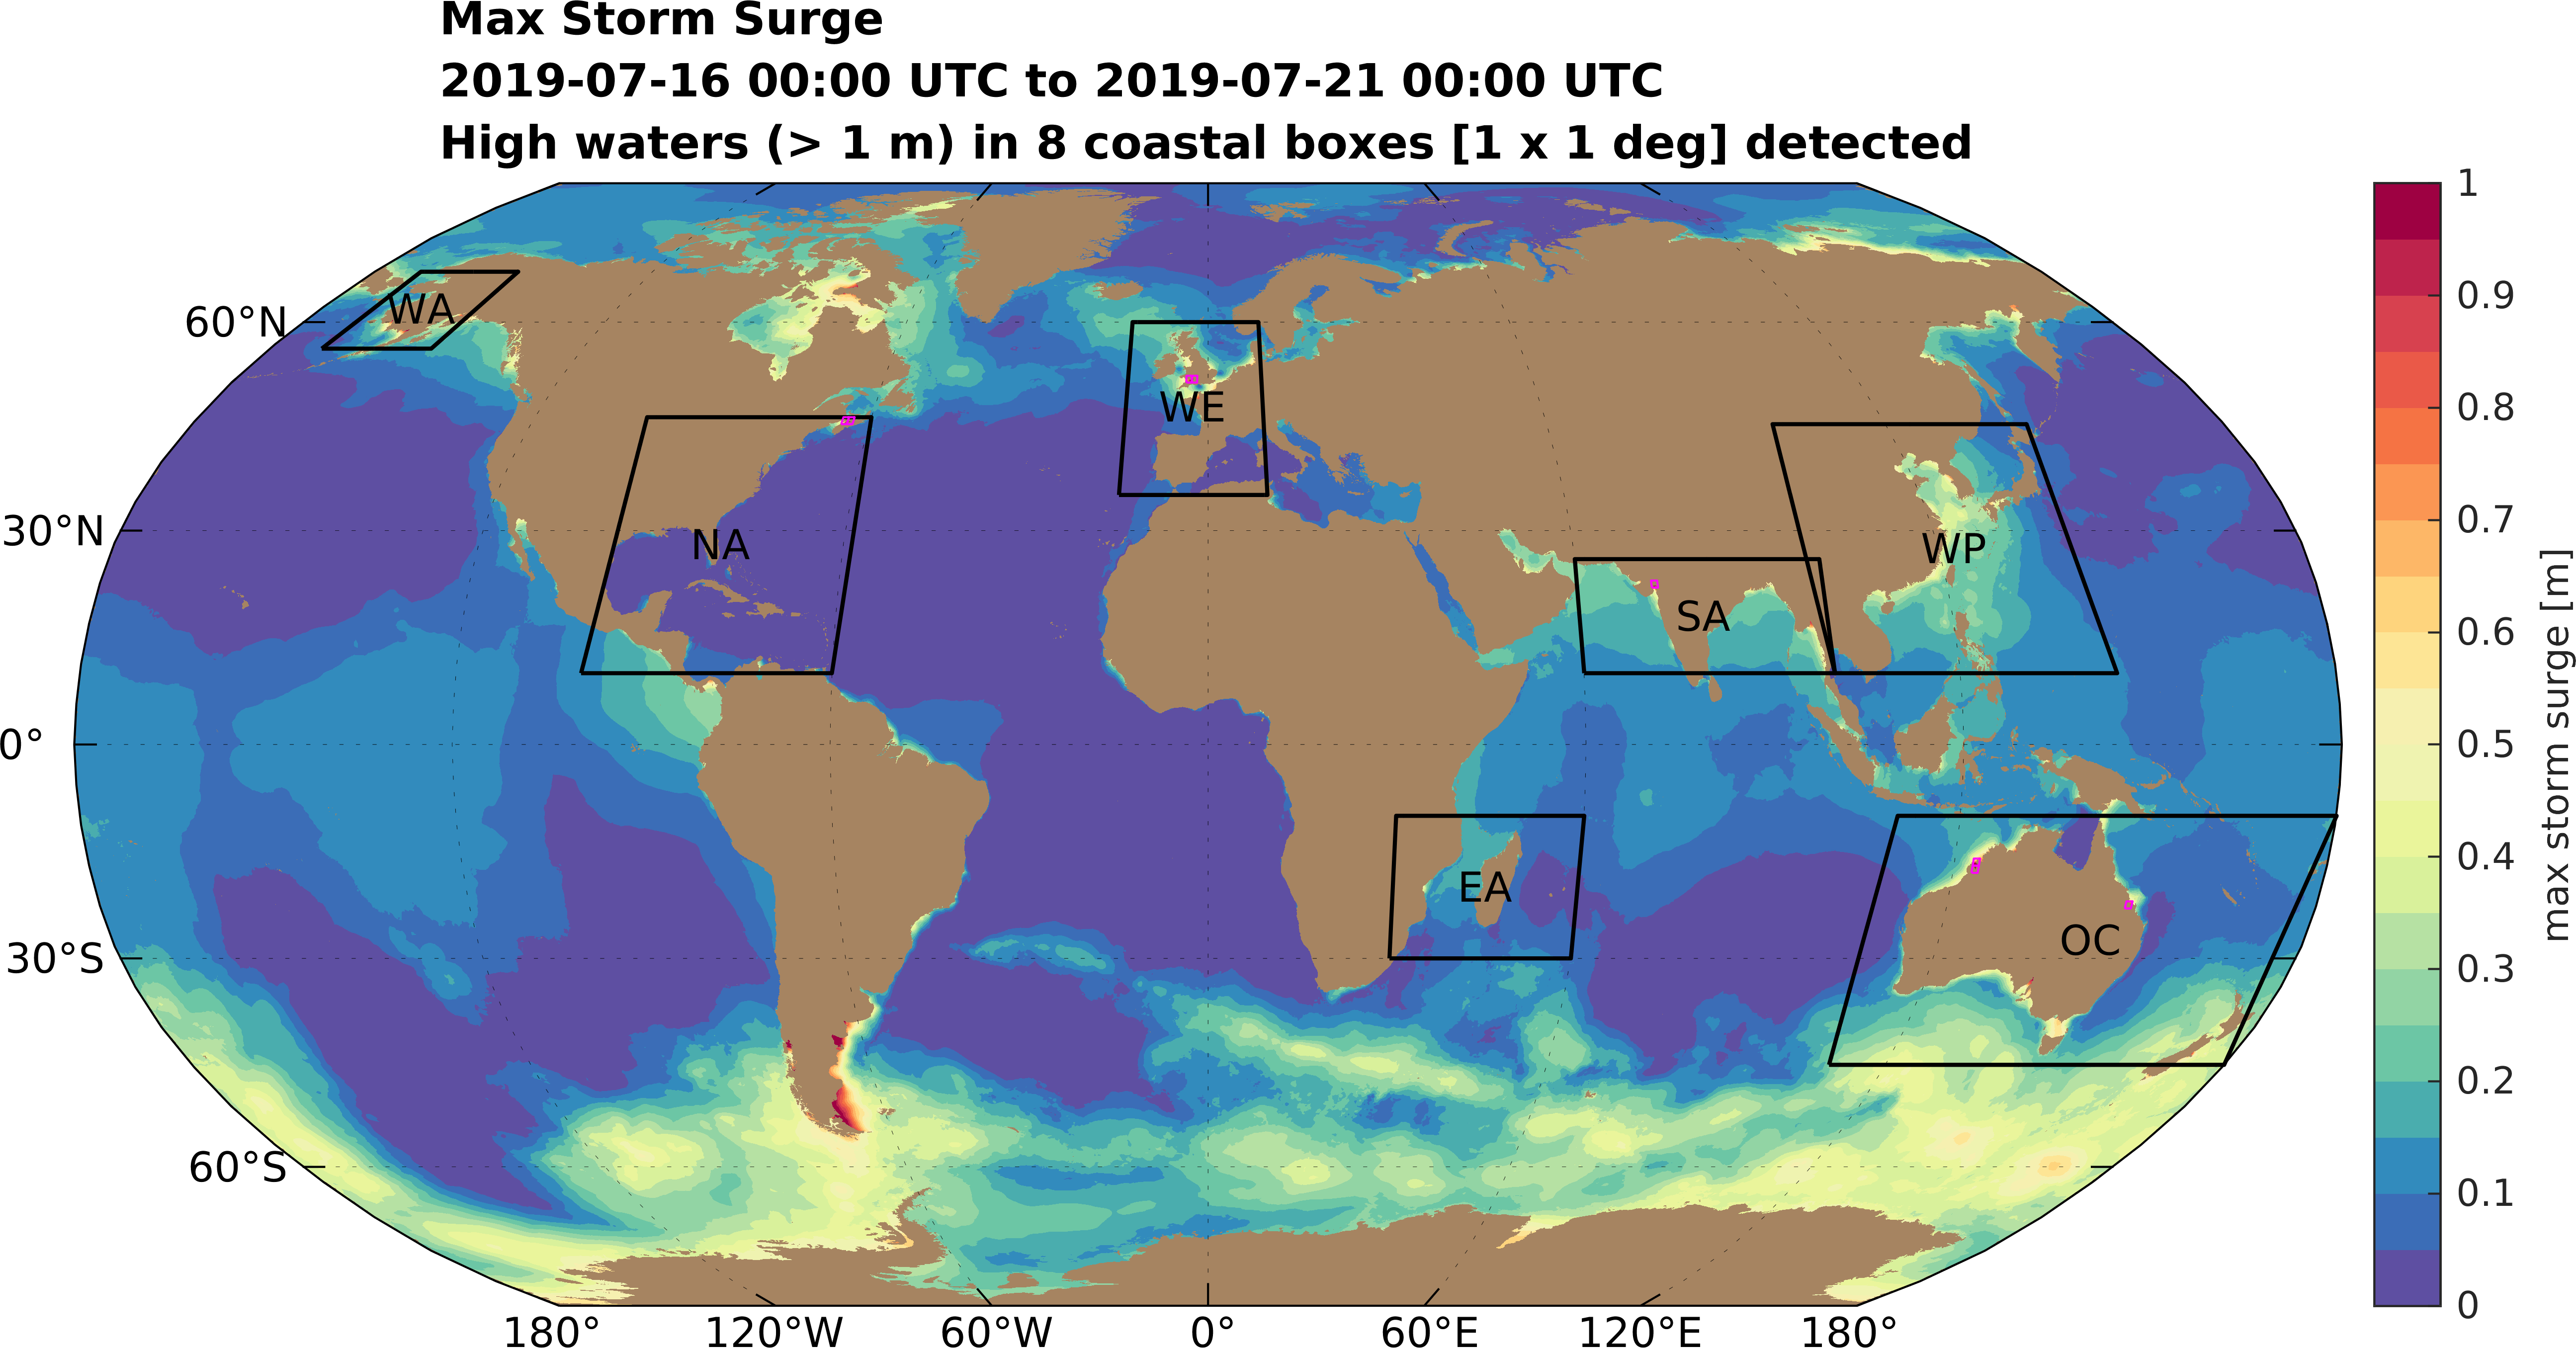 Max Storm Surge
2019-07-16 00:00 UTC to 2019-07-21 00:00 UTC
High waters (> 1 m) in 8 coastal boxes [1 x 1 deg] detected
60°N
30°N
0°
30°S
60°S
WA
WE
NA
WP
SA
EA
OC
180°
120°W
60°W
0°
60°E
120°E
180°
1
0.9
0.8
0.7
0.6
0.5
0.4
0.3
0.2
0.1
0
max storm surge [m]